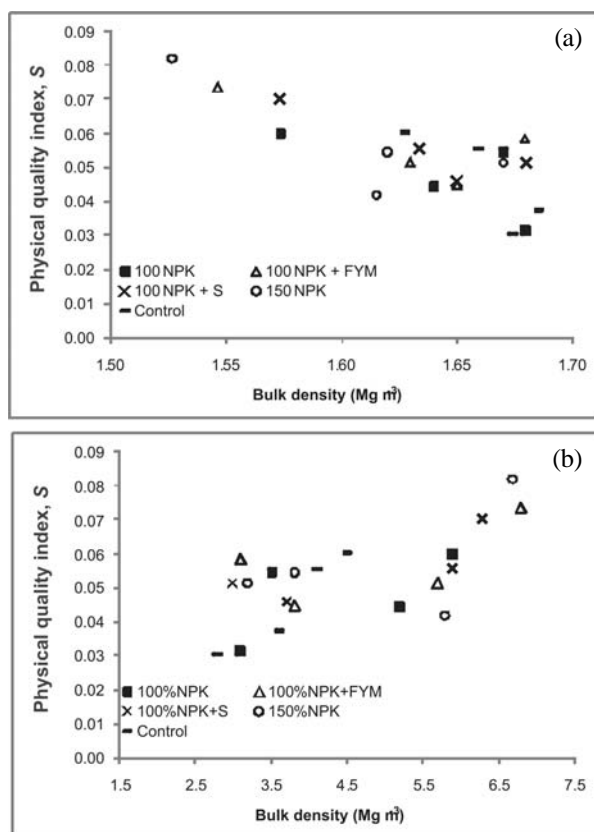 (a)
Physical quality index, S
0.09
0.08
0.07
0.06
0.05
0.04
0.03
0.02
0.01
0.00
100 NPK
100 NPK + FYM
100 NPK + S
150 NPK
Control
1.50
1.55
1.60
1.65
1.70
Bulk density (Mg m³)
(b)
Physical quality index, S
0.09
0.08
0.07
0.06
0.05
0.04
0.03
0.02
0.01
0.00
100%NPK
100%NPK+FYM
100%NPK+S
150%NPK
Control
1.5
2.5
3.5
4.5
5.5
6.5
7.5
Bulk density (Mg m³)